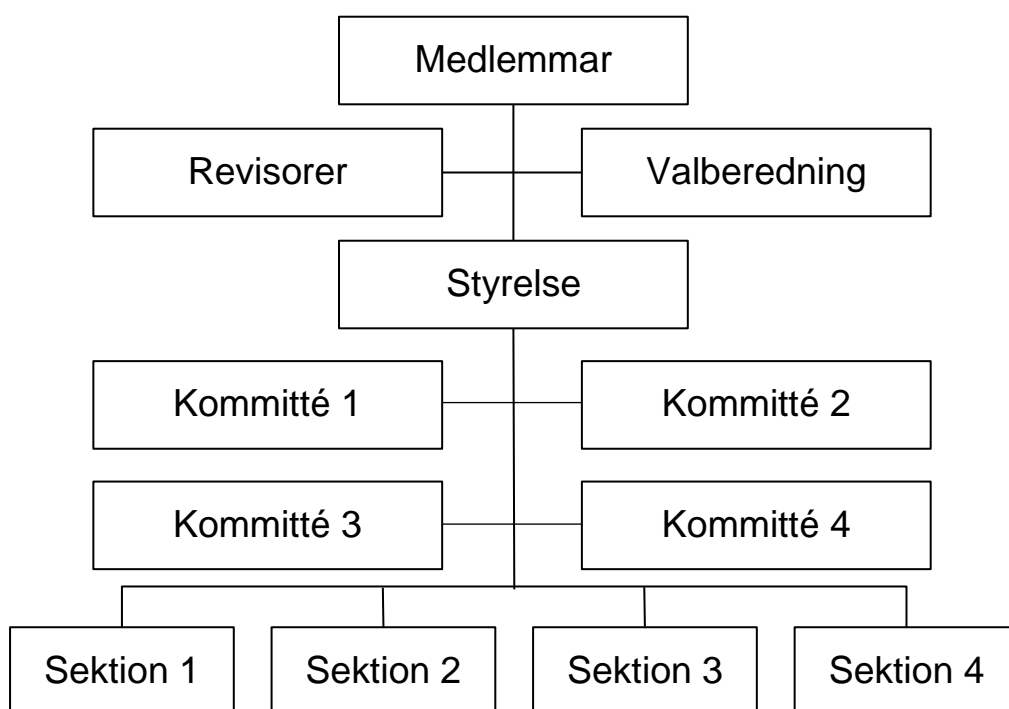 Medlemmar
Revisorer
Valberedning
Styrelse
Kommitté 1
Kommitté 2
Kommitté 3
Kommitté 4
Sektion 1
Sektion 2
Sektion 3
Sektion 4